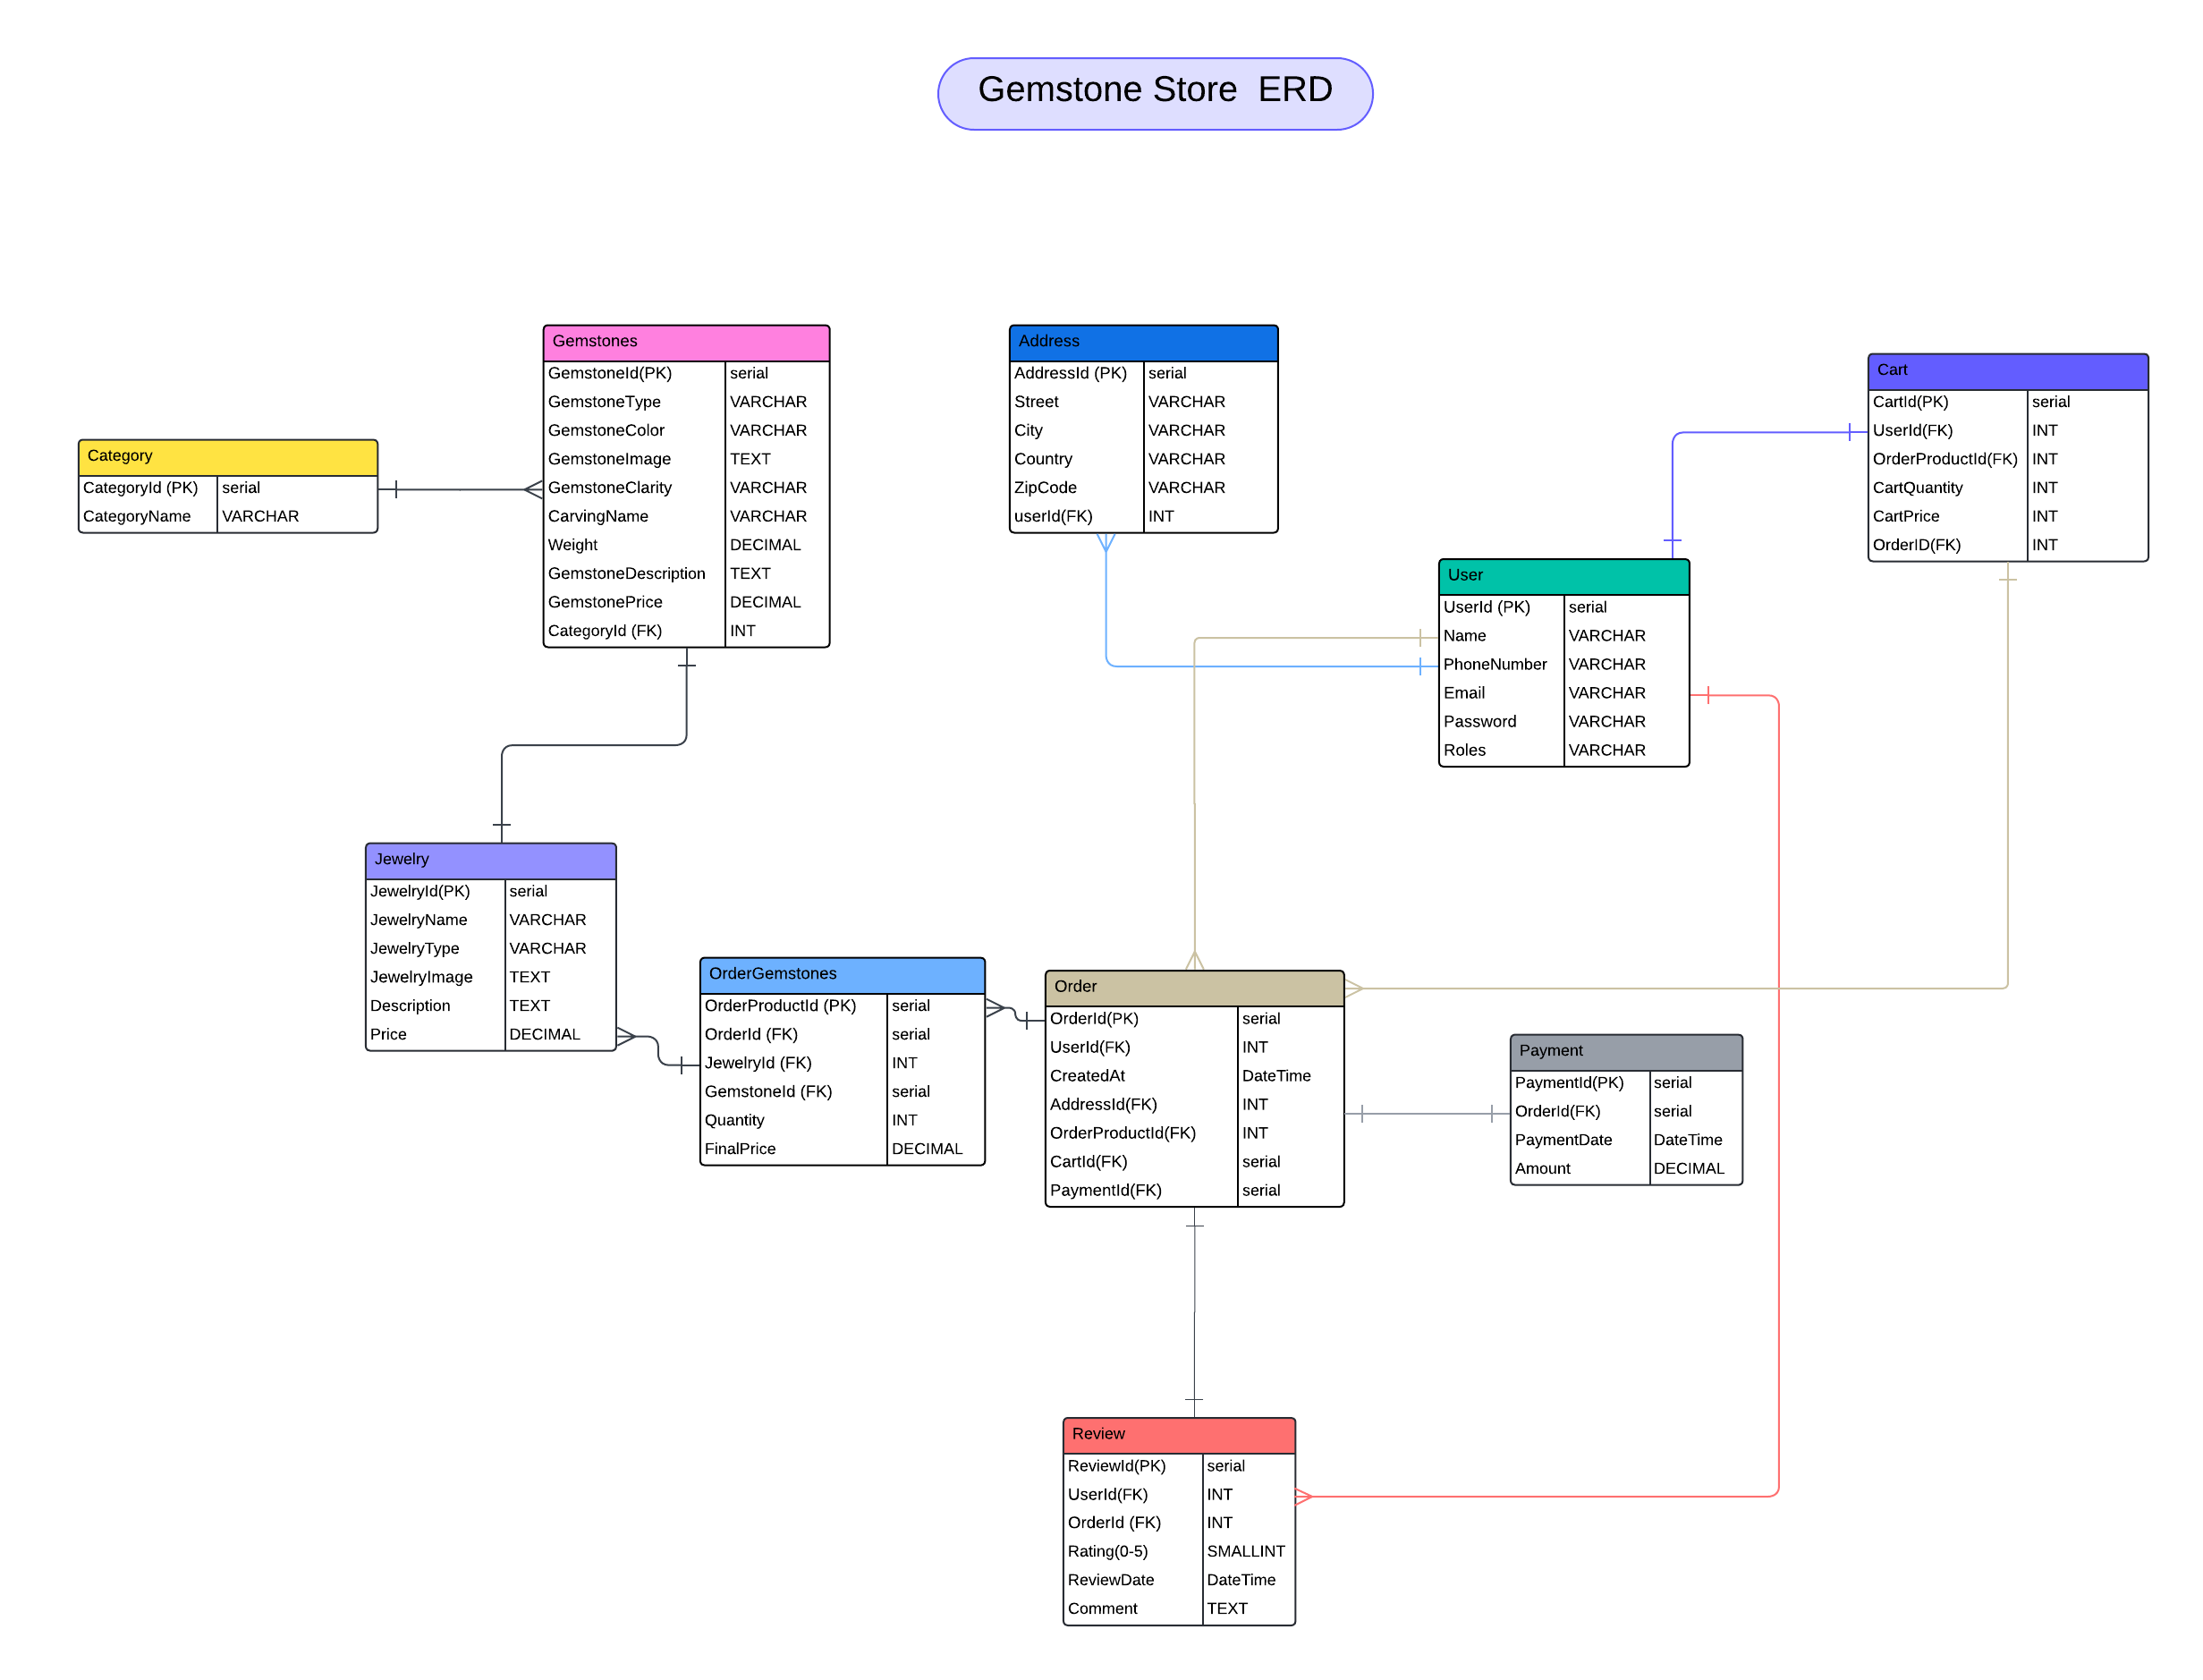 Gemstone Store  ERD
Category
CategoryId (PK) serial
CategoryName VARCHAR
Gemstones
GemstoneId(PK) serial
GemstoneType VARCHAR
GemstoneColor VARCHAR
GemstoneImage TEXT
GemstoneClarity VARCHAR
CarvingName VARCHAR
Weight DECIMAL
GemstoneDescription TEXT
GemstonePrice DECIMAL
CategoryId (FK) INT
Address
AddressId (PK) serial
Street VARCHAR
City VARCHAR
Country VARCHAR
ZipCode VARCHAR
userId(FK) INT
Cart
CartId(PK) serial
UserId(FK) INT
OrderProductId(FK) INT
CartQuantity INT
CartPrice INT
OrderID(FK) INT
User
UserId (PK) serial
Name VARCHAR
PhoneNumber VARCHAR
Email VARCHAR
Password VARCHAR
Roles VARCHAR
Jewelry
JewelryId(PK) serial
JewelryName VARCHAR
JewelryType VARCHAR
JewelryImage TEXT
Description TEXT
Price DECIMAL
OrderGemstones
OrderProductId (PK) serial
OrderId (FK) serial
JewelryId (FK) INT
GemstoneId (FK) serial
Quantity INT
FinalPrice DECIMAL
Order
OrderId(PK) serial
UserId(FK) INT
CreatedAt DateTime
AddressId(FK) INT
OrderProductId(FK) INT
CartId(FK) serial
PaymentId(FK) serial
Payment
PaymentId(PK) serial
OrderId(FK) serial
PaymentDate DateTime
Amount DECIMAL
Review
ReviewId(PK) serial
UserId(FK) INT
OrderId (FK) INT
Rating(0-5) SMALLINT
ReviewDate DateTime
Comment TEXT